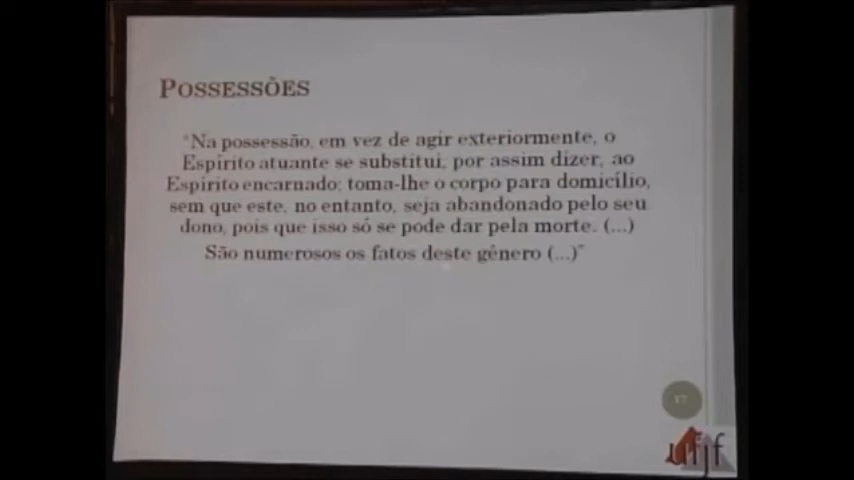 POSSESSÕES
"Na possessão, em vez de agir exteriormente, o
Espírito atuante se substitui, por assim dizer, ao
Espírito encarnado; toma-lhe o corpo para domicílio,
sem que este, no entanto, seja abandonado pelo seu
dono, pois que isso só se pode dar pela morte. (...)
São numerosos os fatos deste gênero (...)"
17
ufjf